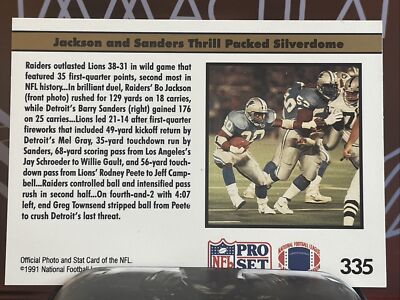 IMMACUL
Jackson and Sanders Thrill Packed Silverdome
Raiders outlasted Lions 38-31 in wild game that
featured 35 first-quarter points, second most in
NFL history...In brilliant duel, Raiders' Bo Jackson
(front photo) rushed for 129 yards on 18 carries,
while Detroit's Barry Sanders (right) gained 176
on 25 carries...Lions led 21-14 after first-quarter
fireworks that included 49-yard kickoff return by
Detroit's Mel Gray, 35-yard touchdown run by
Sanders, 68-yard scoring pass from Los Angeles's
Jay Schroeder to Willie Gault, and 56-yard touch-
down pass from Lions' Rodney Peete to Jeff Camp-
bell...Raiders controlled ball and intensified pass
rush in second half...On fourth-and-2 with 4:07
left, end Greg Townsend stripped ball from Peete
to crush Detroit's last threat.
20
Official Photo and Stat Card of the NFL.
©1991 National Football
NFL PRO SET
NATIONAL FOOTBALL LEAGUE
335